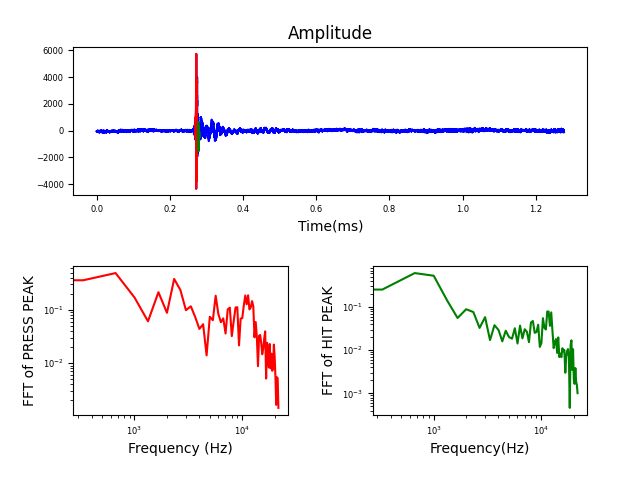 Amplitude
6000
4000
2000
0
−2000
−4000
0.0 0.2 0.4 0.6 0.8 1.0 1.2
Time(ms)
FFT of PRESS PEAK
10⁻¹
10⁻²
10³ 10⁴
Frequency (Hz)
FFT of HIT PEAK
10⁻¹
10⁻²
10⁻³
10³ 10⁴
Frequency(Hz)